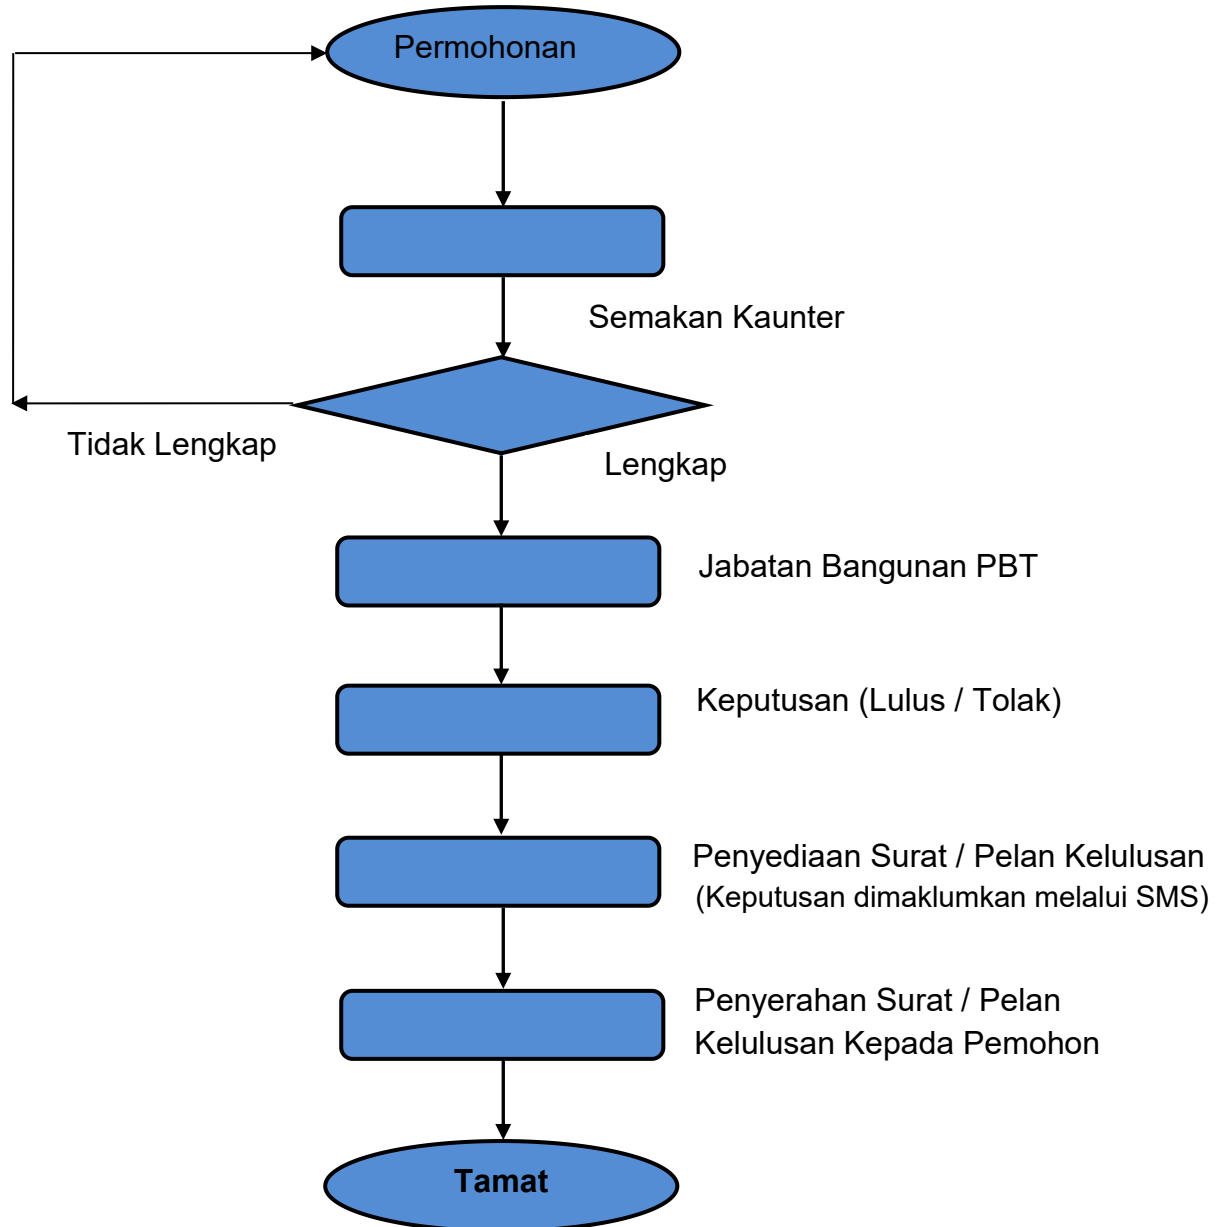 Permohonan
Semakan Kaunter
Tidak Lengkap
Lengkap
Jabatan Bangunan PBT
Keputusan (Lulus / Tolak)
Penyediaan Surat / Pelan Kelulusan
(Keputusan dimaklumkan melalui SMS)
Penyerahan Surat / Pelan
Kelulusan Kepada Pemohon
Tamat